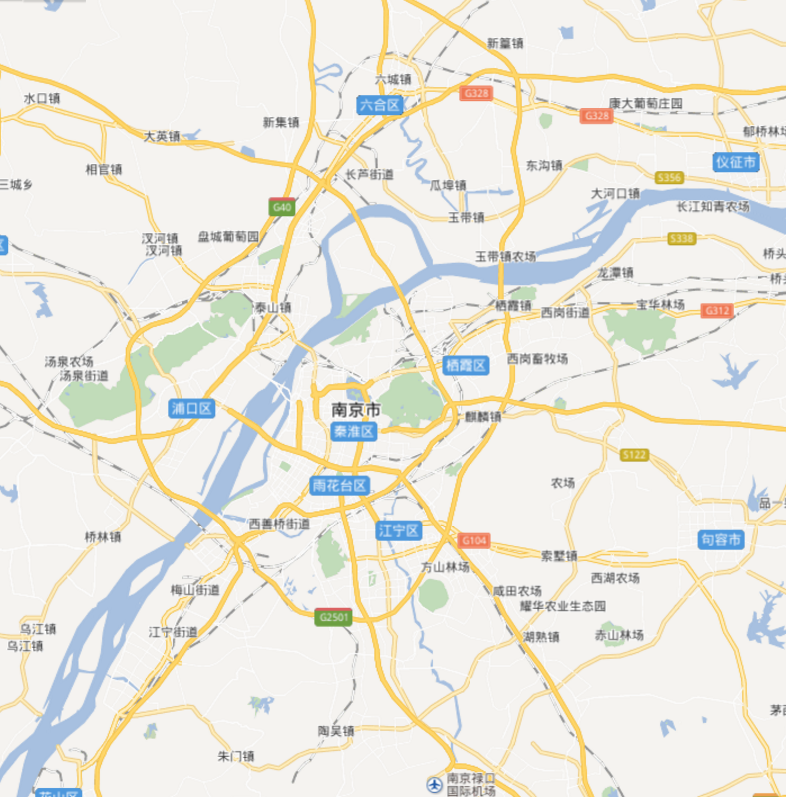 新篁镇
六城镇
G328
六合区
水口镇
康大葡萄庄园
G328
新集镇
大英镇
郁桥林场
仪征市
相官镇
东沟镇
长芦街道
S356
三城乡
瓜埠镇
大河口镇
G40
长江知青农场
玉带镇
汊河镇
盘城葡萄园
S338
区
汊河镇
玉带镇农场
桥头
龙潭镇
桥
泰山镇
栖霞镇
宝华林场
西岗街道
G312
汤泉农场
西岗畜牧场
栖霞区
汤泉街道
浦口区
南京市
麒麟镇
秦淮区
S122
农场
雨花台区
品一
西善桥街道
江宁区
桥林镇
G104
句容市
索墅镇
方山林场
西湖农场
梅山街道
咸田农场
耀华农业生态园
G2501
乌江镇
江宁街道
湖熟镇
赤山林场
乌江镇
茅
陶吴镇
朱门镇
南京禄口
国际机场
花山区